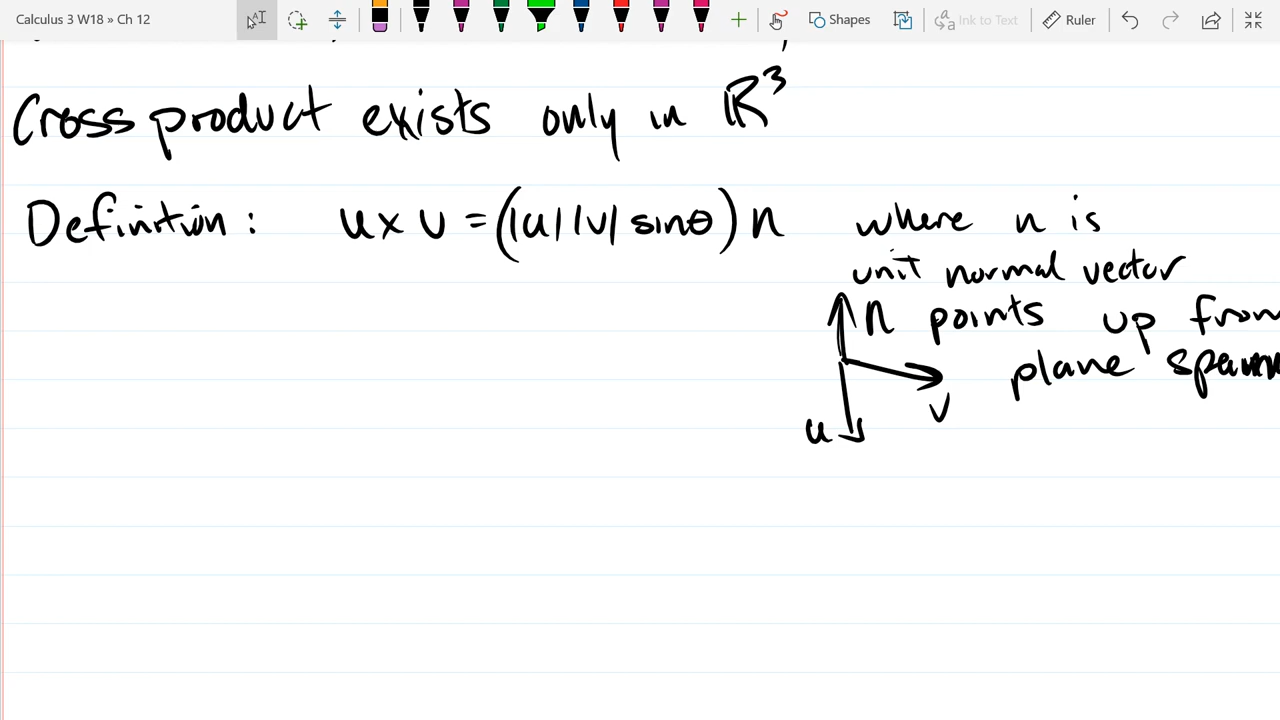 Calculus 3 W18 » Ch 12
Shapes
Ink to Text
Ruler
Cross product exists only in ℝ³
Definition: u × v = (|u| |v| sinθ) n where n is
unit normal vector
n points up from
plane
v
u